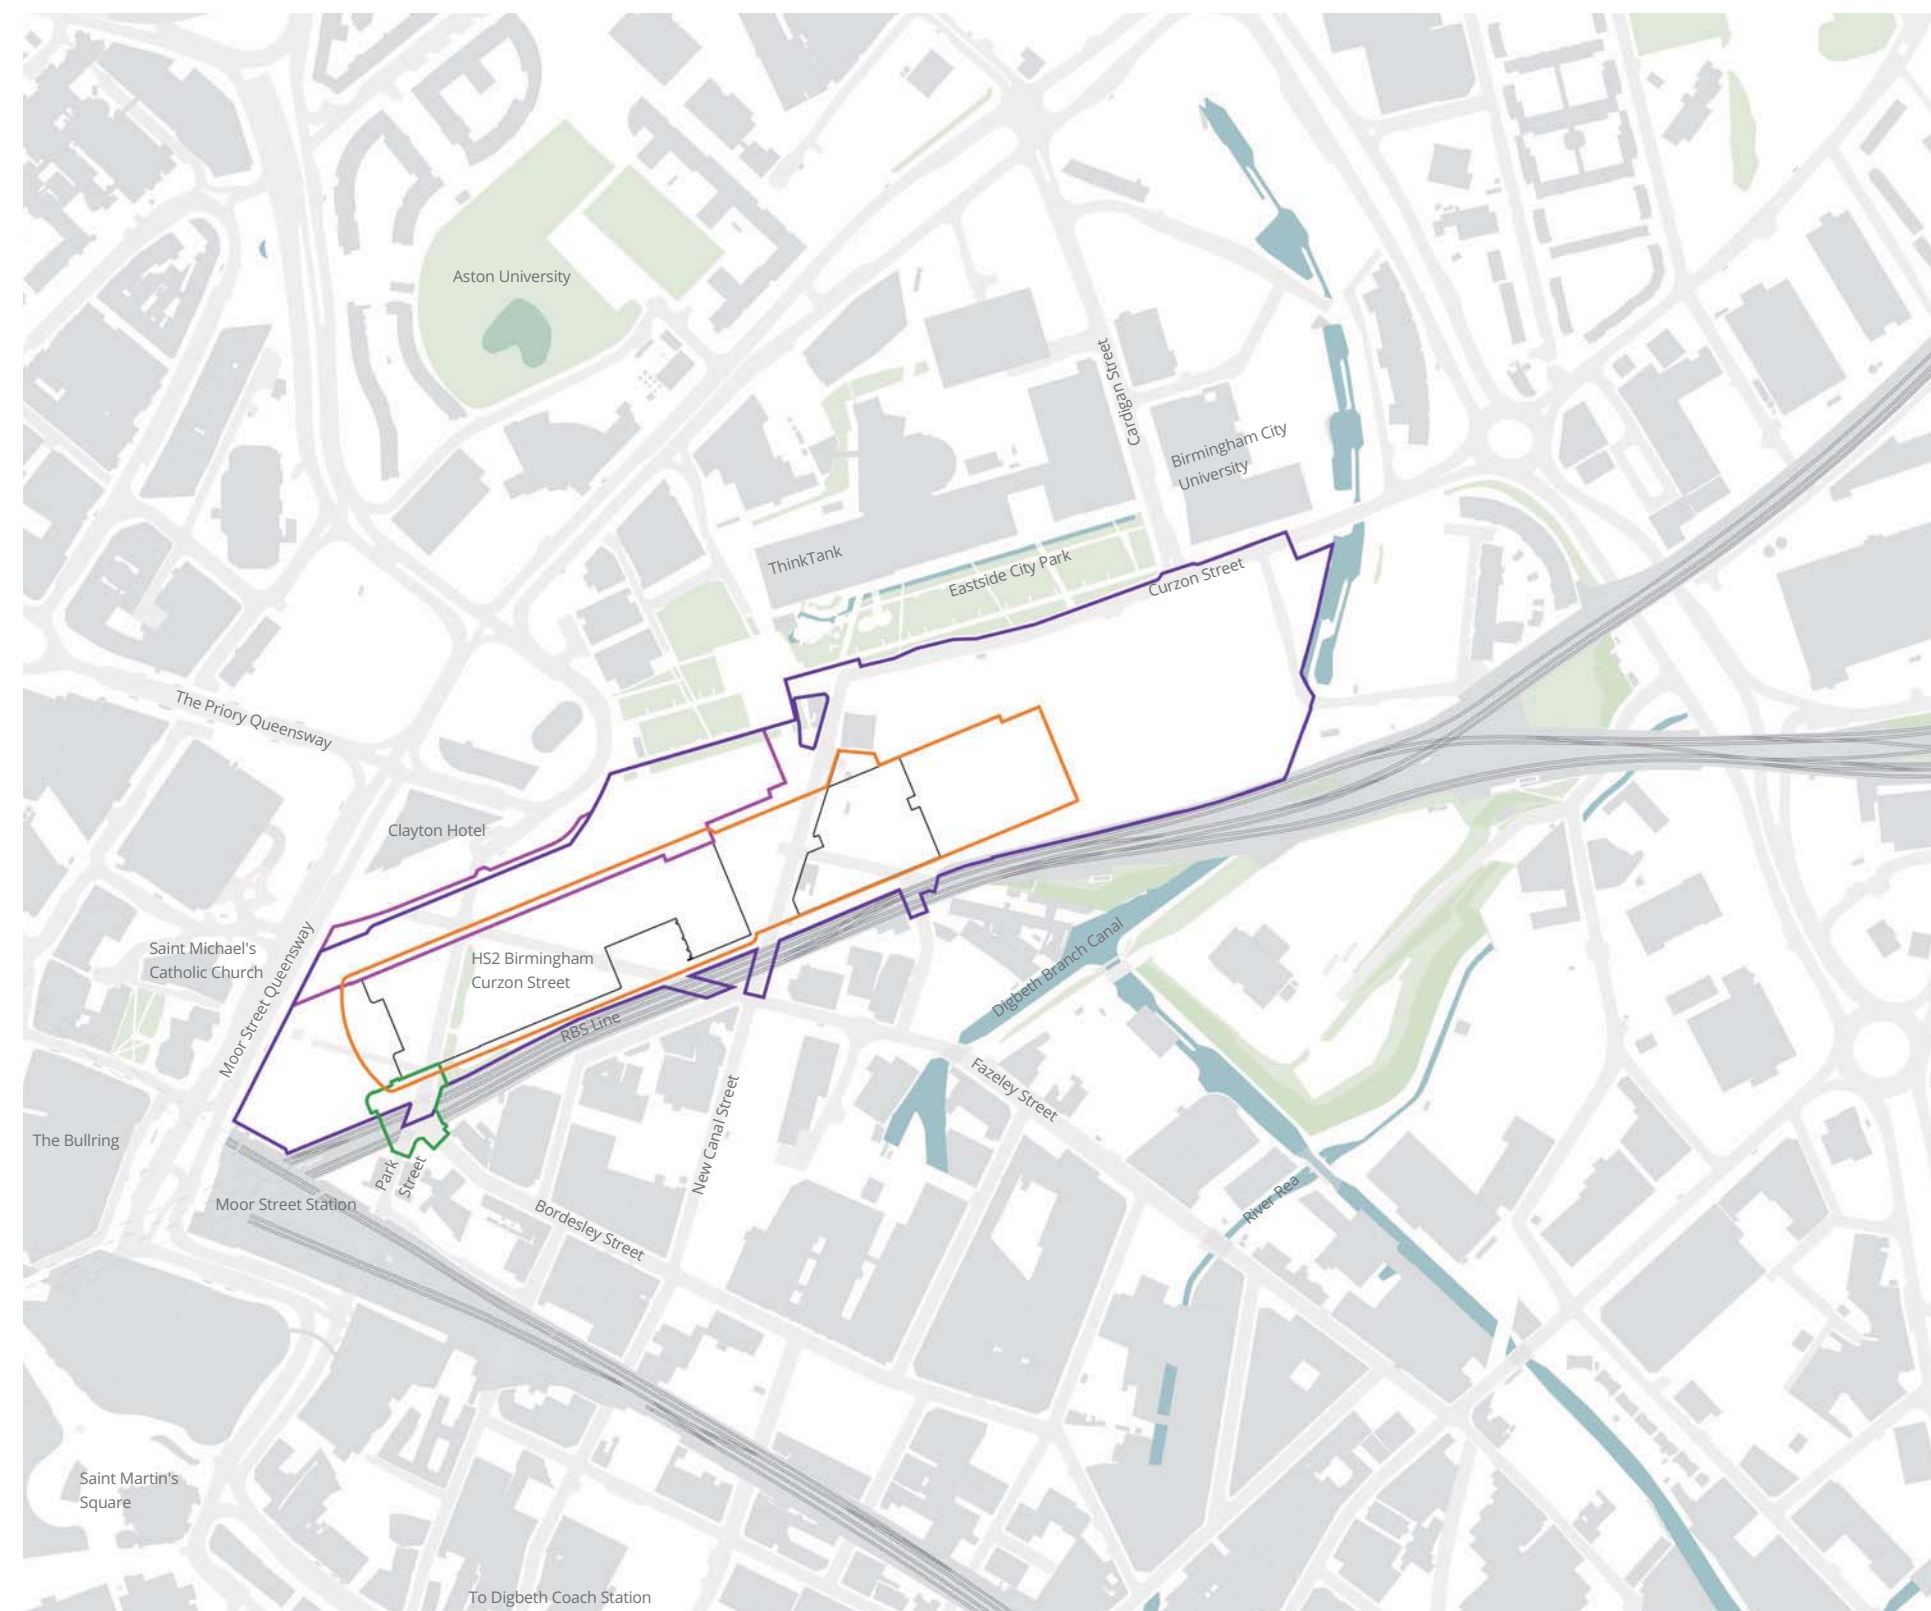 Aston University
Cardigan Street
Birmingham City
University
ThinkTank
Eastside City Park
Curzon Street
The Priory Queensway
Clayton Hotel
Saint Michael's
Catholic Church
Moor Street Queensway
HS2 Birmingham
Curzon Street
RBS Line
Digbeth Branch Canal
Fazeley Street
New Canal Street
The Bullring
Park
Street
Moor Street Station
Bordesley Street
River Rea
Saint Martin's
Square
To Digbeth Coach Station